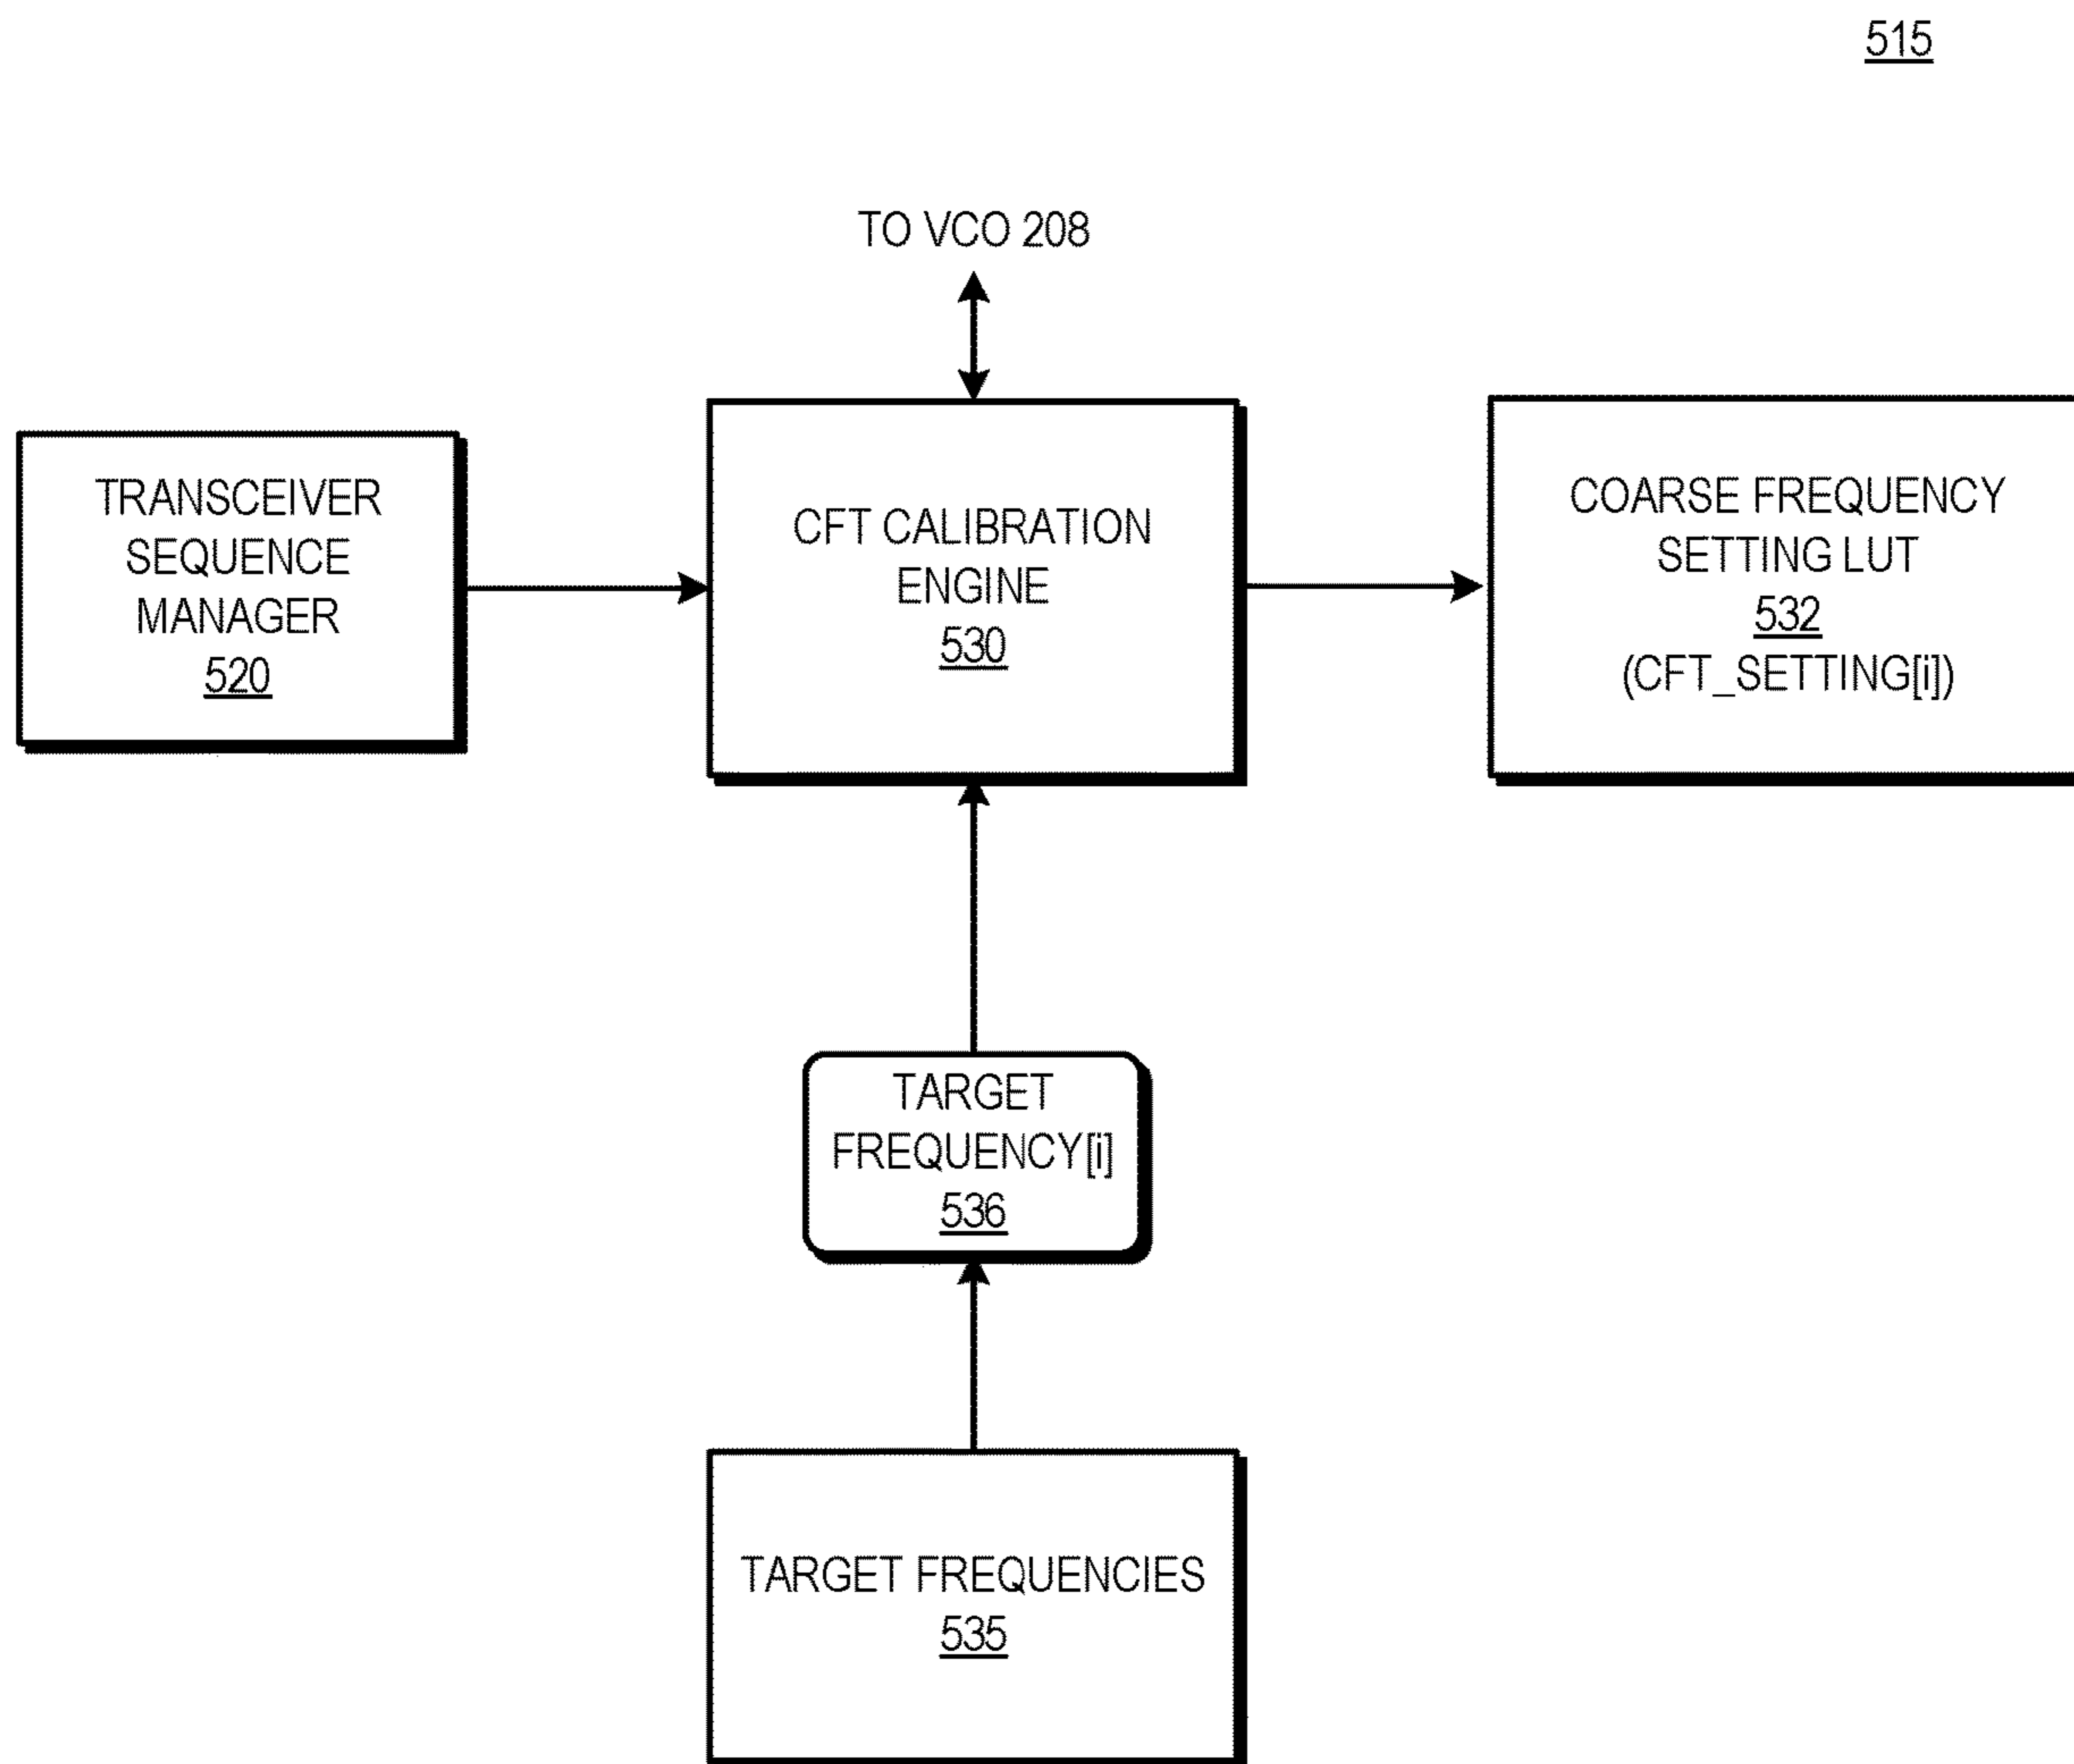 515
TO VCO 208
TRANSCEIVER
SEQUENCE
MANAGER
520
CFT CALIBRATION
ENGINE
530
COARSE FREQUENCY
SETTING LUT
532
(CFT_SETTING[i])
TARGET
FREQUENCY[i]
536
TARGET FREQUENCIES
535